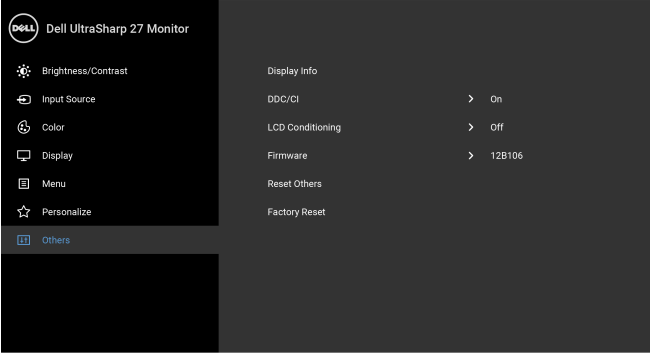 DELL Dell UltraSharp 27 Monitor
Brightness/Contrast
Input Source
Color
Display
Menu
Personalize
Others
Display Info
DDC/CI > On
LCD Conditioning > Off
Firmware > 12B106
Reset Others
Factory Reset